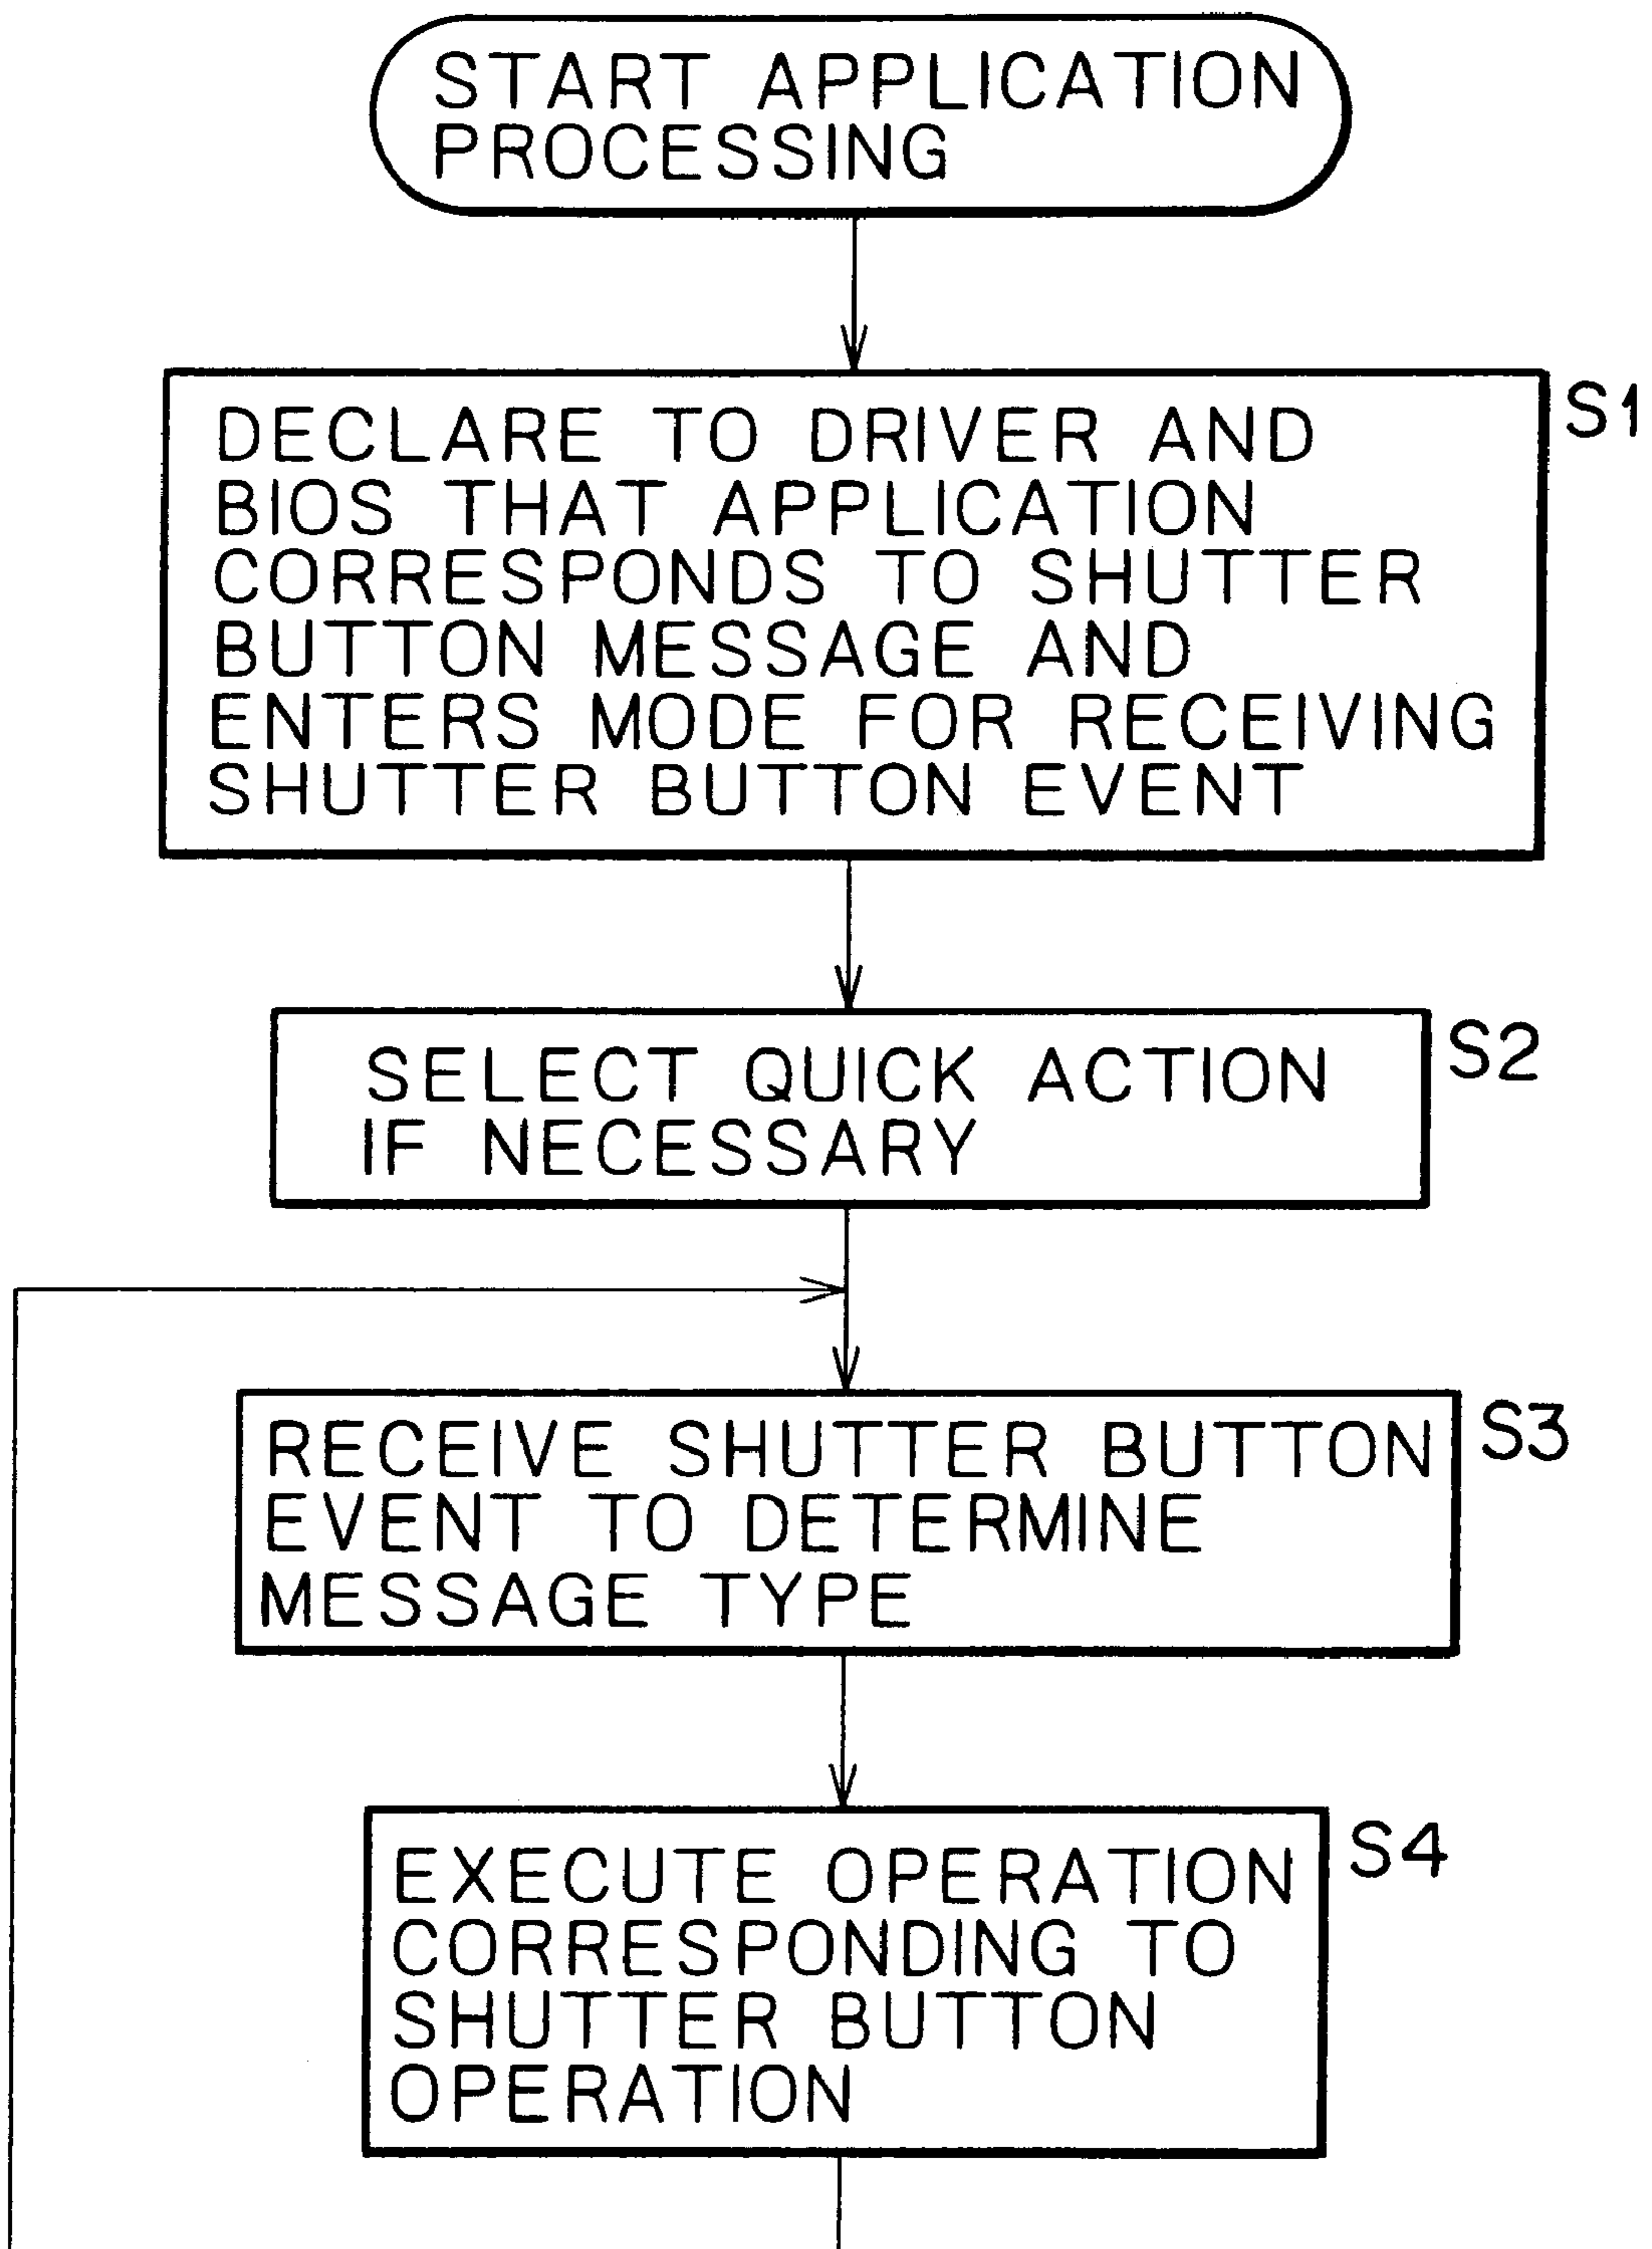 START APPLICATION
PROCESSING
S1
DECLARE TO DRIVER AND
BIOS THAT APPLICATION
CORRESPONDS TO SHUTTER
BUTTON MESSAGE AND
ENTERS MODE FOR RECEIVING
SHUTTER BUTTON EVENT
S2
SELECT QUICK ACTION
IF NECESSARY
S3
RECEIVE SHUTTER BUTTON
EVENT TO DETERMINE
MESSAGE TYPE
S4
EXECUTE OPERATION
CORRESPONDING TO
SHUTTER BUTTON
OPERATION